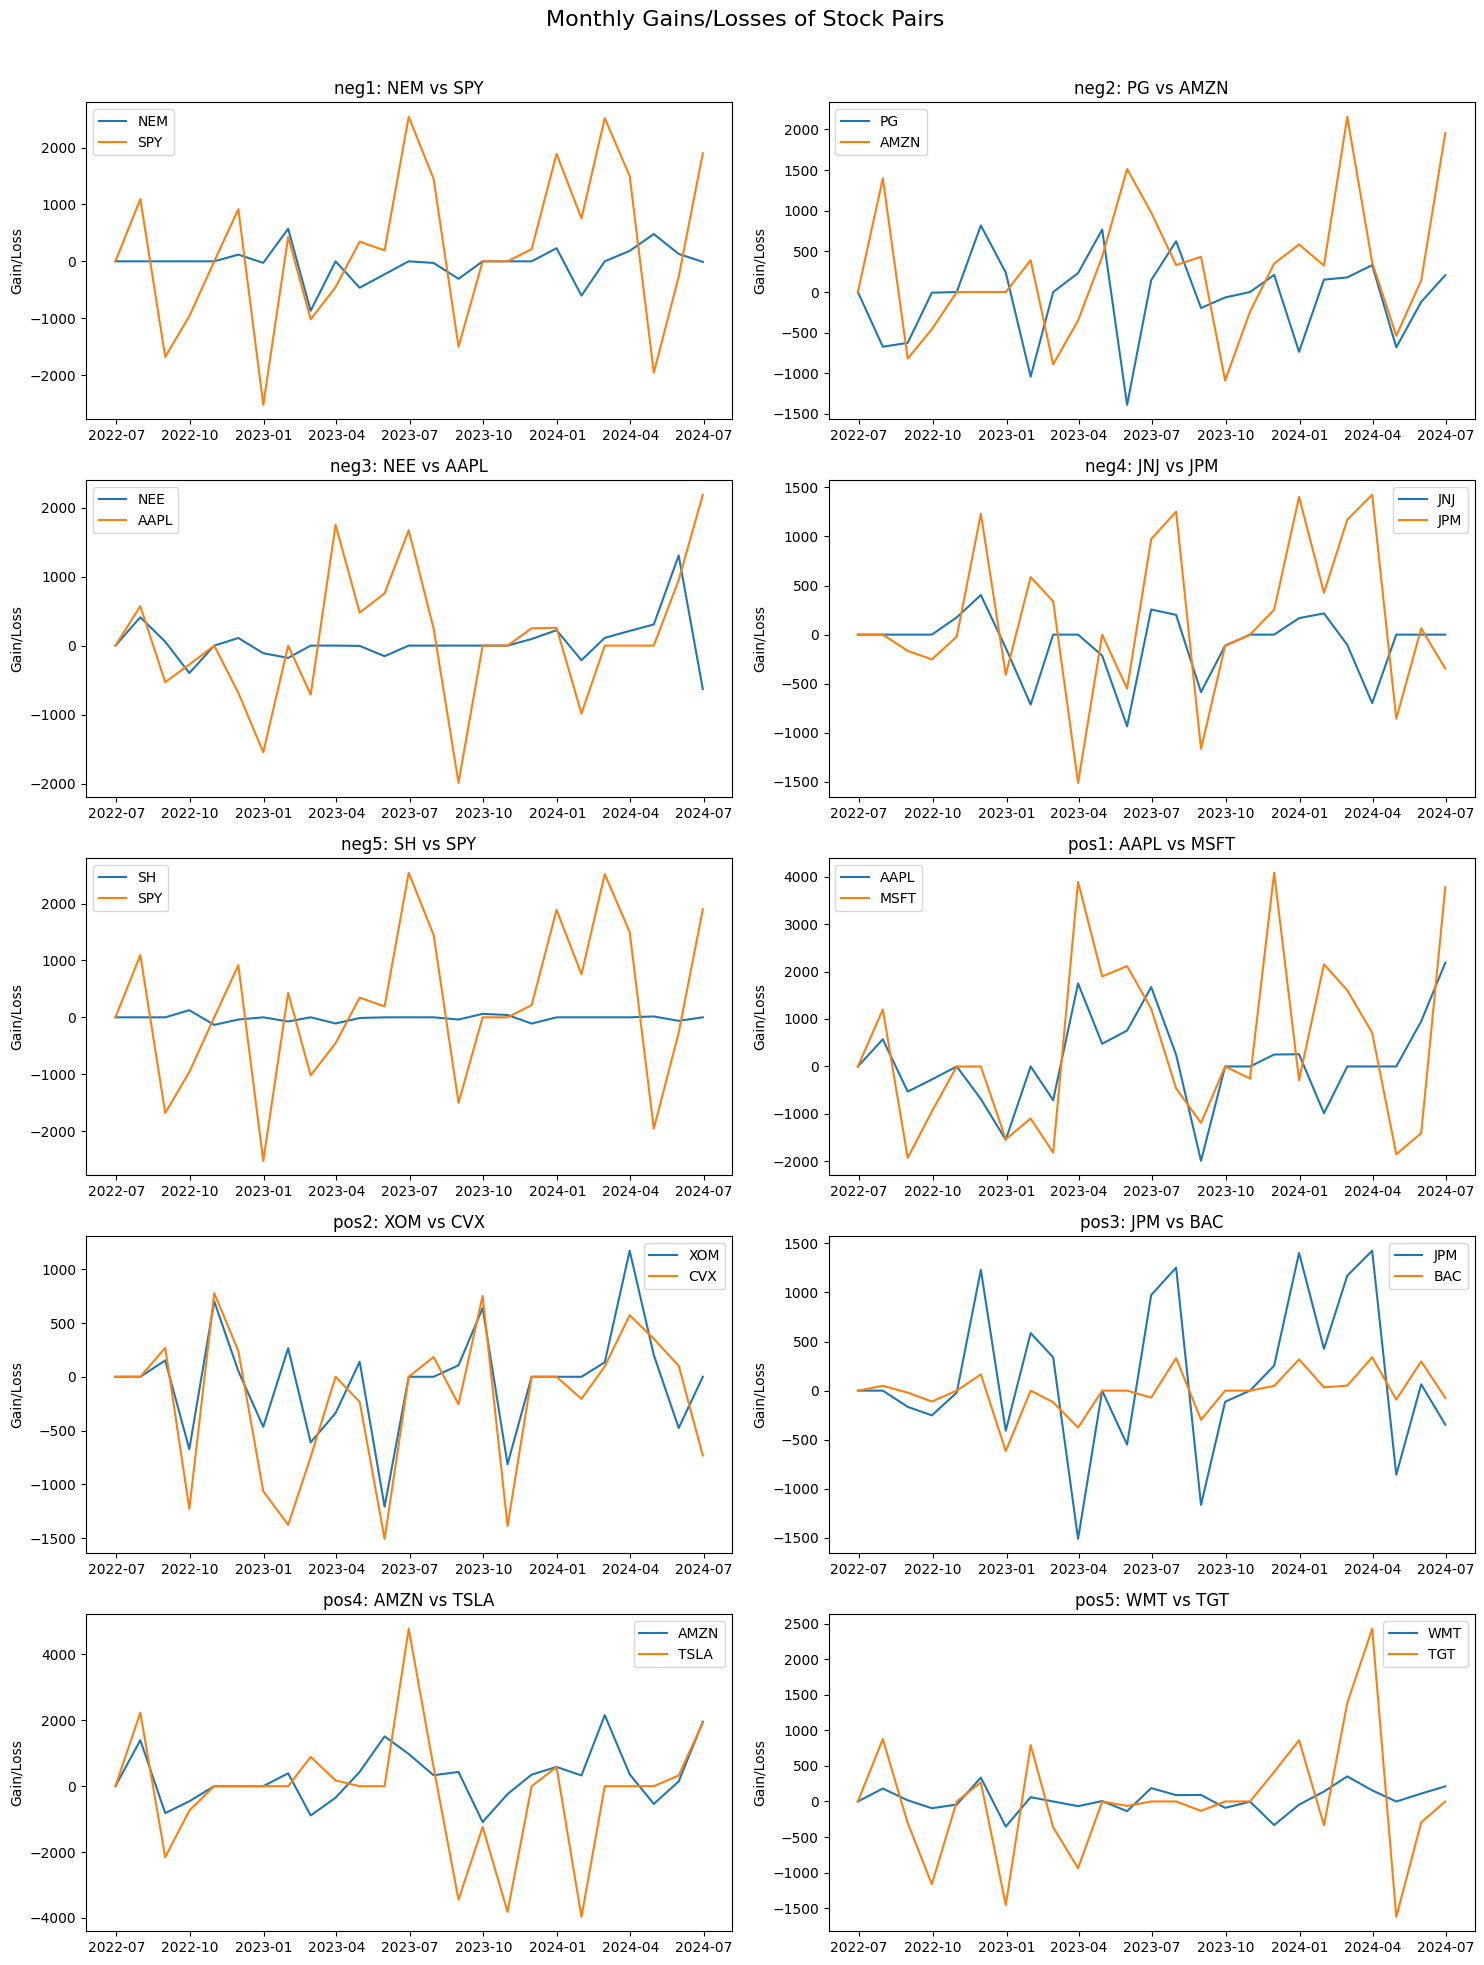 Monthly Gains/Losses of Stock Pairs
neg1: NEM vs SPY
NEM
SPY
Gain/Loss
2000
1000
0
−1000
−2000
2022-07 2022-10 2023-01 2023-04 2023-07 2023-10 2024-01 2024-04 2024-07
neg2: PG vs AMZN
PG
AMZN
Gain/Loss
2000
1500
1000
500
0
−500
−1000
−1500
2022-07 2022-10 2023-01 2023-04 2023-07 2023-10 2024-01 2024-04 2024-07
neg3: NEE vs AAPL
NEE
AAPL
Gain/Loss
2000
1000
0
−1000
−2000
2022-07 2022-10 2023-01 2023-04 2023-07 2023-10 2024-01 2024-04 2024-07
neg4: JNJ vs JPM
JNJ
JPM
Gain/Loss
1500
1000
500
0
−500
−1000
−1500
2022-07 2022-10 2023-01 2023-04 2023-07 2023-10 2024-01 2024-04 2024-07
neg5: SH vs SPY
SH
SPY
Gain/Loss
2000
1000
0
−1000
−2000
2022-07 2022-10 2023-01 2023-04 2023-07 2023-10 2024-01 2024-04 2024-07
pos1: AAPL vs MSFT
AAPL
MSFT
Gain/Loss
4000
3000
2000
1000
0
−1000
−2000
2022-07 2022-10 2023-01 2023-04 2023-07 2023-10 2024-01 2024-04 2024-07
pos2: XOM vs CVX
XOM
CVX
Gain/Loss
1000
500
0
−500
−1000
−1500
2022-07 2022-10 2023-01 2023-04 2023-07 2023-10 2024-01 2024-04 2024-07
pos3: JPM vs BAC
JPM
BAC
Gain/Loss
1500
1000
500
0
−500
−1000
−1500
2022-07 2022-10 2023-01 2023-04 2023-07 2023-10 2024-01 2024-04 2024-07
pos4: AMZN vs TSLA
AMZN
TSLA
Gain/Loss
4000
2000
0
−2000
−4000
2022-07 2022-10 2023-01 2023-04 2023-07 2023-10 2024-01 2024-04 2024-07
pos5: WMT vs TGT
WMT
TGT
Gain/Loss
2500
2000
1500
1000
500
0
−500
−1000
−1500
2022-07 2022-10 2023-01 2023-04 2023-07 2023-10 2024-01 2024-04 2024-07